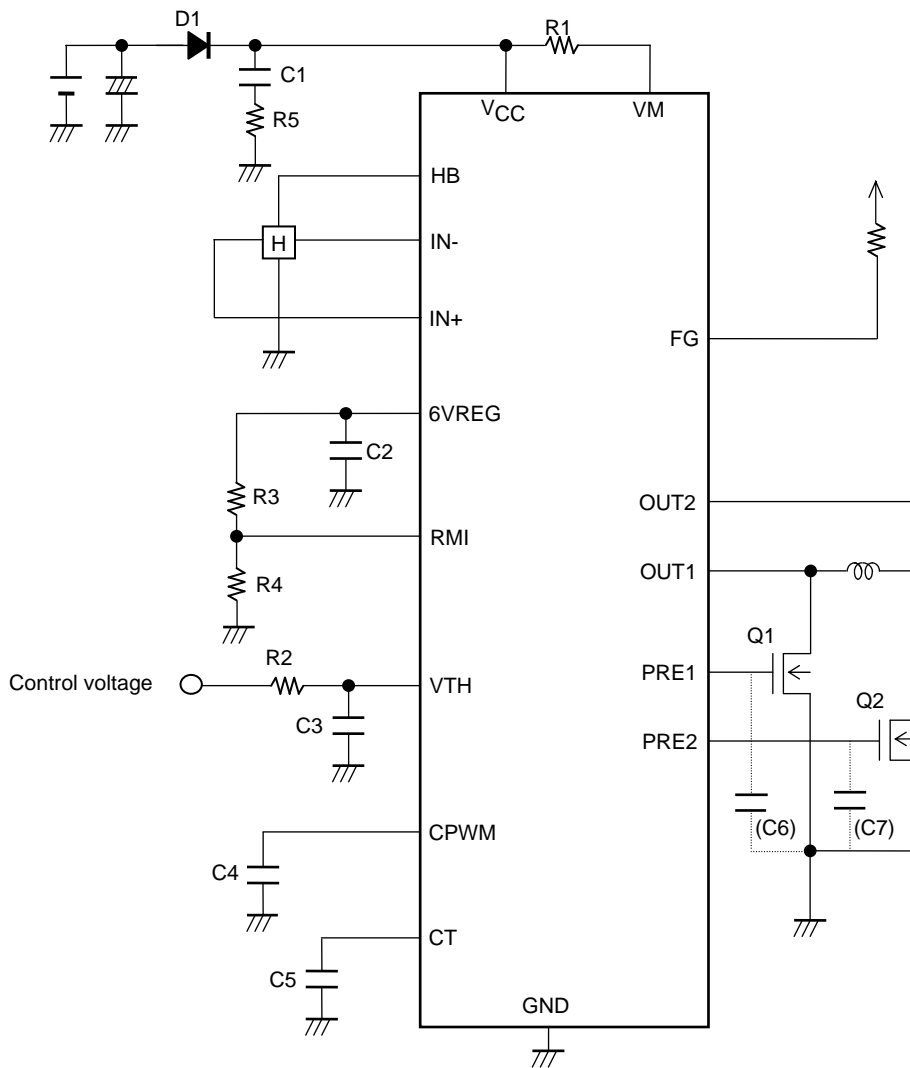 D1
R1
C1
VCC
VM
R5
HB
H
IN-
IN+
FG
6VREG
C2
R3
OUT2
RMI
OUT1
R4
Q1
R2
Control voltage
VTH
PRE1
Q2
C3
PRE2
(C6)
(C7)
CPWM
C4
CT
C5
GND